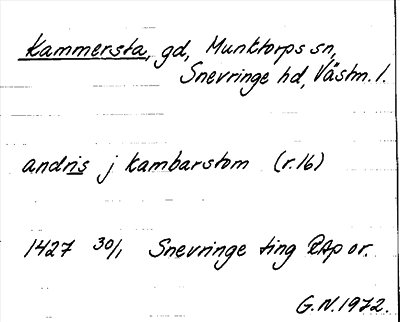 Kammersta, gd, Munktorps sn,
Snevringe hd, Västm. l.
andris j kambarstom (r.16)
1427 30/1 Snevringe ting RAp or.
G.N. 1972.